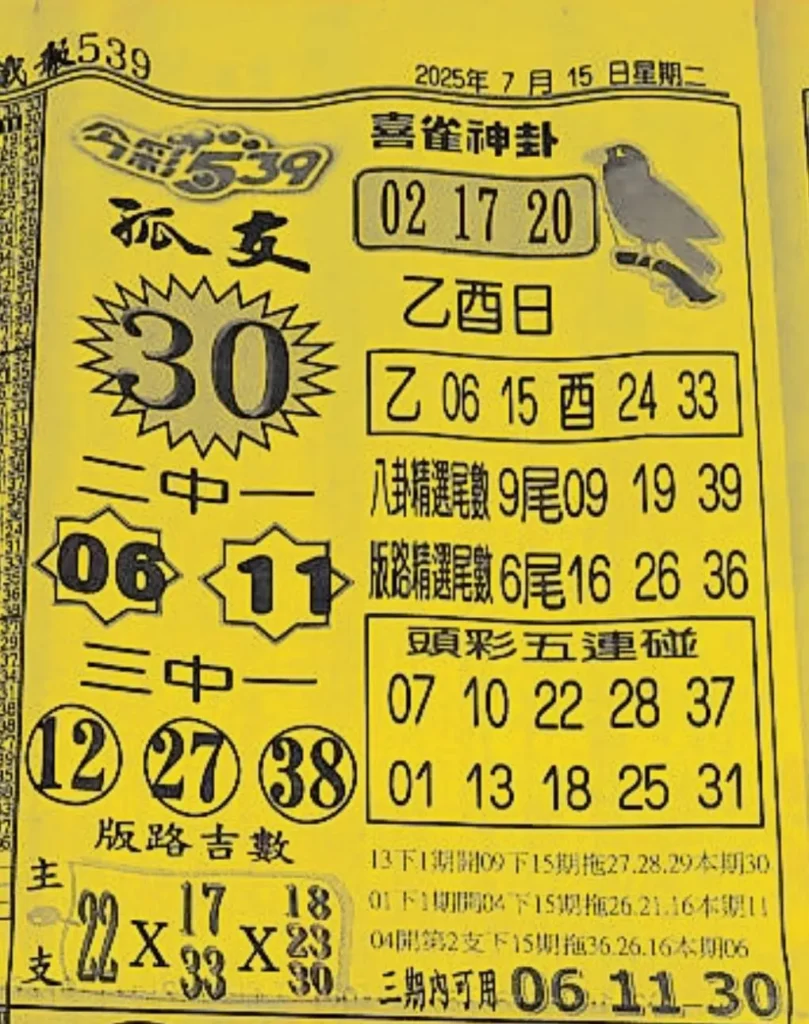 539
2025年7月15日星期二
今彩539
孤支
30
二中一
06 11
三中一
12 27 38
版路吉數
主支
22 X 17 33 X 18 23 30
喜雀神卦
02 17 20
乙酉日
乙 06 15 酉 24 33
八卦精選尾數 9尾09 19 39
版路精選尾數 6尾16 26 36
頭彩五連碰
07 10 22 28 37
01 13 18 25 31
13下1期開09下15期拖27.28.29本期30
01下1期開04下15期拖26.21.16本期11
04開第2支下15期拖36.26.16本期06
三期內可用 06.11.30